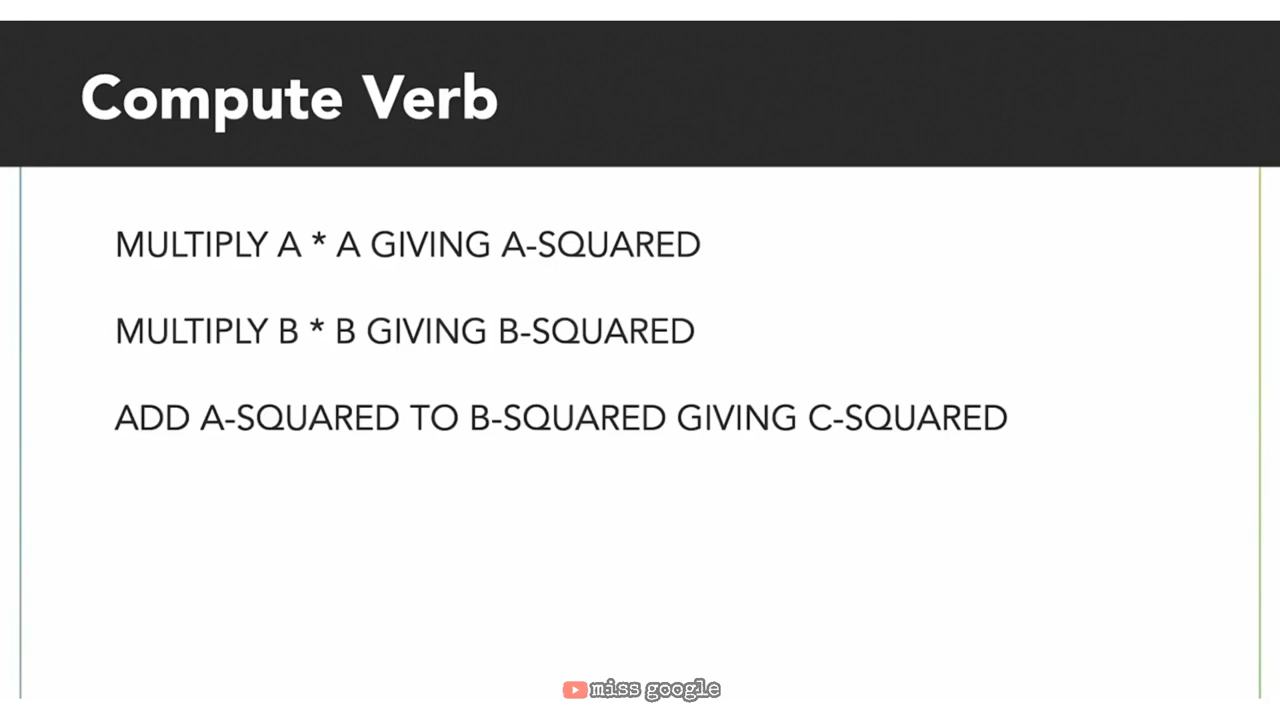 Compute Verb
MULTIPLY A * A GIVING A-SQUARED
MULTIPLY B * B GIVING B-SQUARED
ADD A-SQUARED TO B-SQUARED GIVING C-SQUARED
miss google